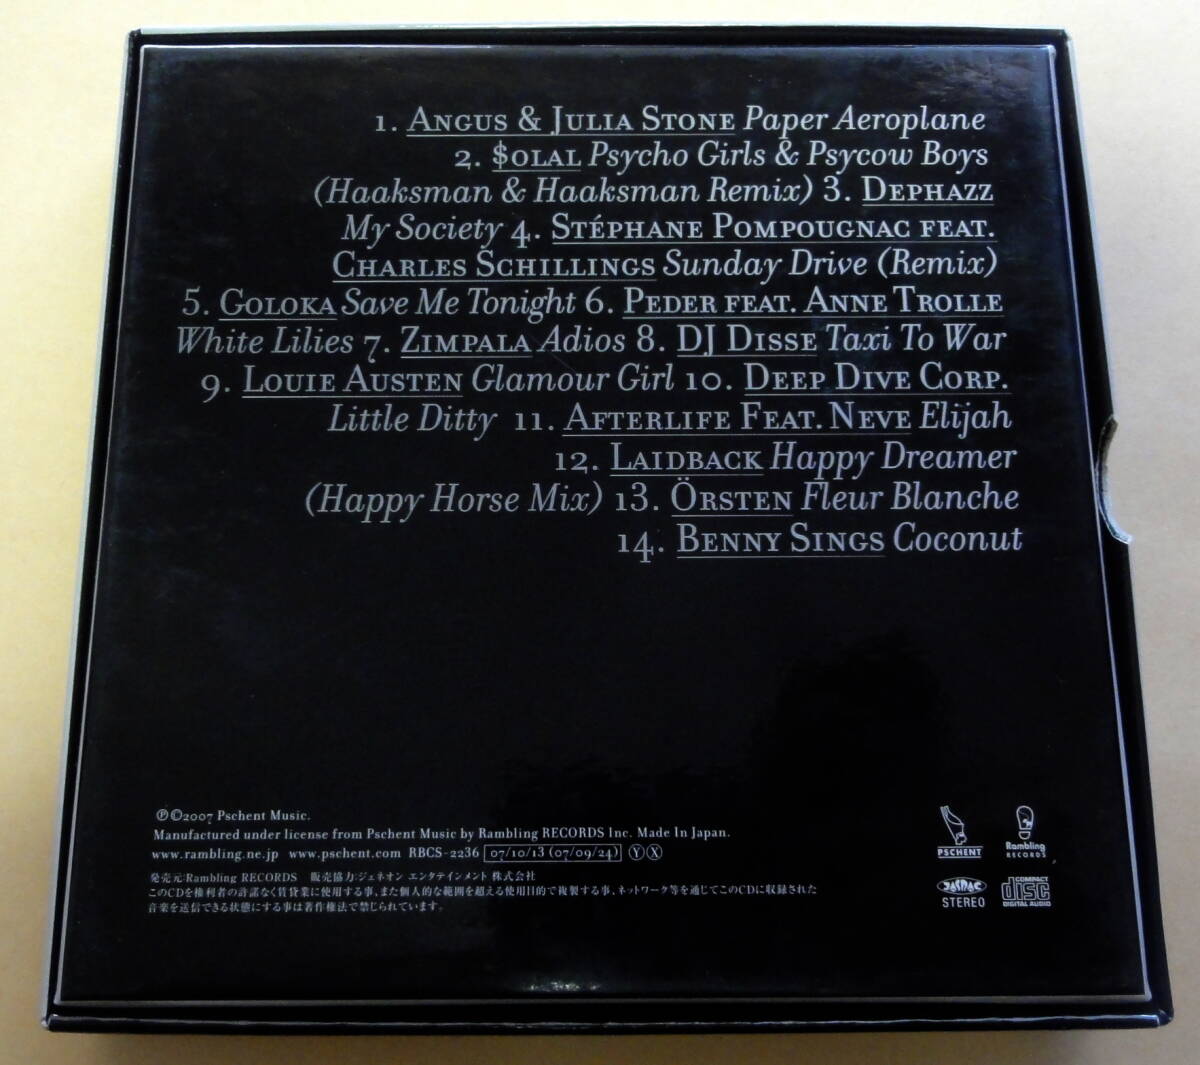 1. Angus & Julia Stone Paper Aeroplane
2. $olal Psycho Girls & Psycow Boys
(Haaksman & Haaksman Remix) 3. Dephazz
My Society 4. Stéphane Pompougnac feat.
Charles Schillings Sunday Drive (Remix)
5. Goloka Save Me Tonight 6. Peder feat. Anne Trolle
White Lilies 7. Zimpala Adios 8. DJ Disse Taxi To War
9. Louie Austen Glamour Girl 10. Deep Dive Corp.
Little Ditty 11. Afterlife Feat. Neve Elijah
12. Laidback Happy Dreamer
(Happy Horse Mix) 13. Örsten Fleur Blanche
14. Benny Sings Coconut
℗©2007 Pschent Music.
Manufactured under license from Pschent Music by Rambling RECORDS Inc. Made In Japan.
www.rambling.ne.jp www.pschent.com RBCS-2236 07/10/13 (07/09/24) Ⓨ Ⓧ
発売元:Rambling RECORDS 販売協力:ジェネオン エンタテインメント 株式会社
このCDを権利者の許諾なく賃貸業に使用する事、また個人的な範囲を超える使用目的で複製する事、ネットワーク等を通じてこのCDに収録された
音楽を送信できる状態にする事は著作権法で禁じられています。
PSCHENT
Rambling
RECORDS
JASRAC
STEREO
COMPACT
disc
DIGITAL AUDIO